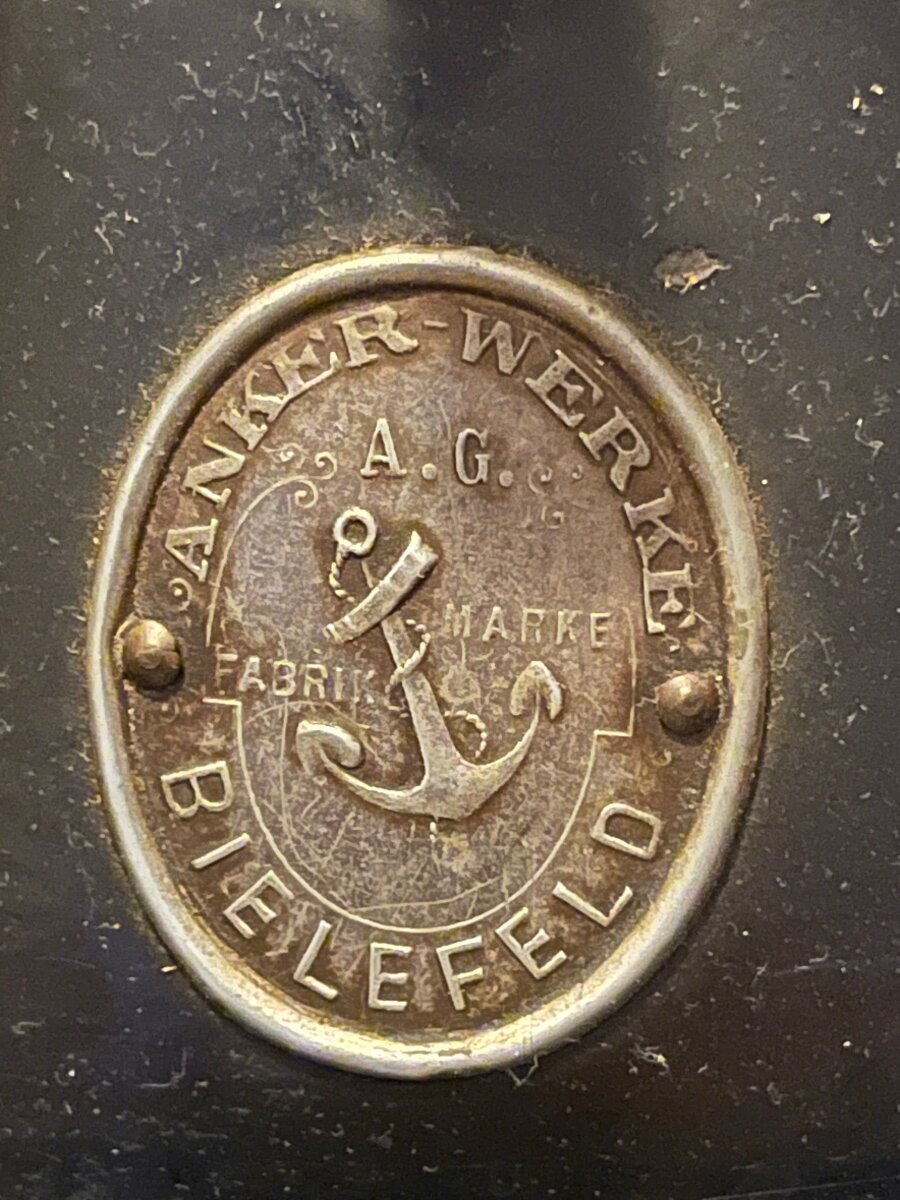 ANKER-WERKE
A.G.
FABRIK MARKE
BIELEFELD